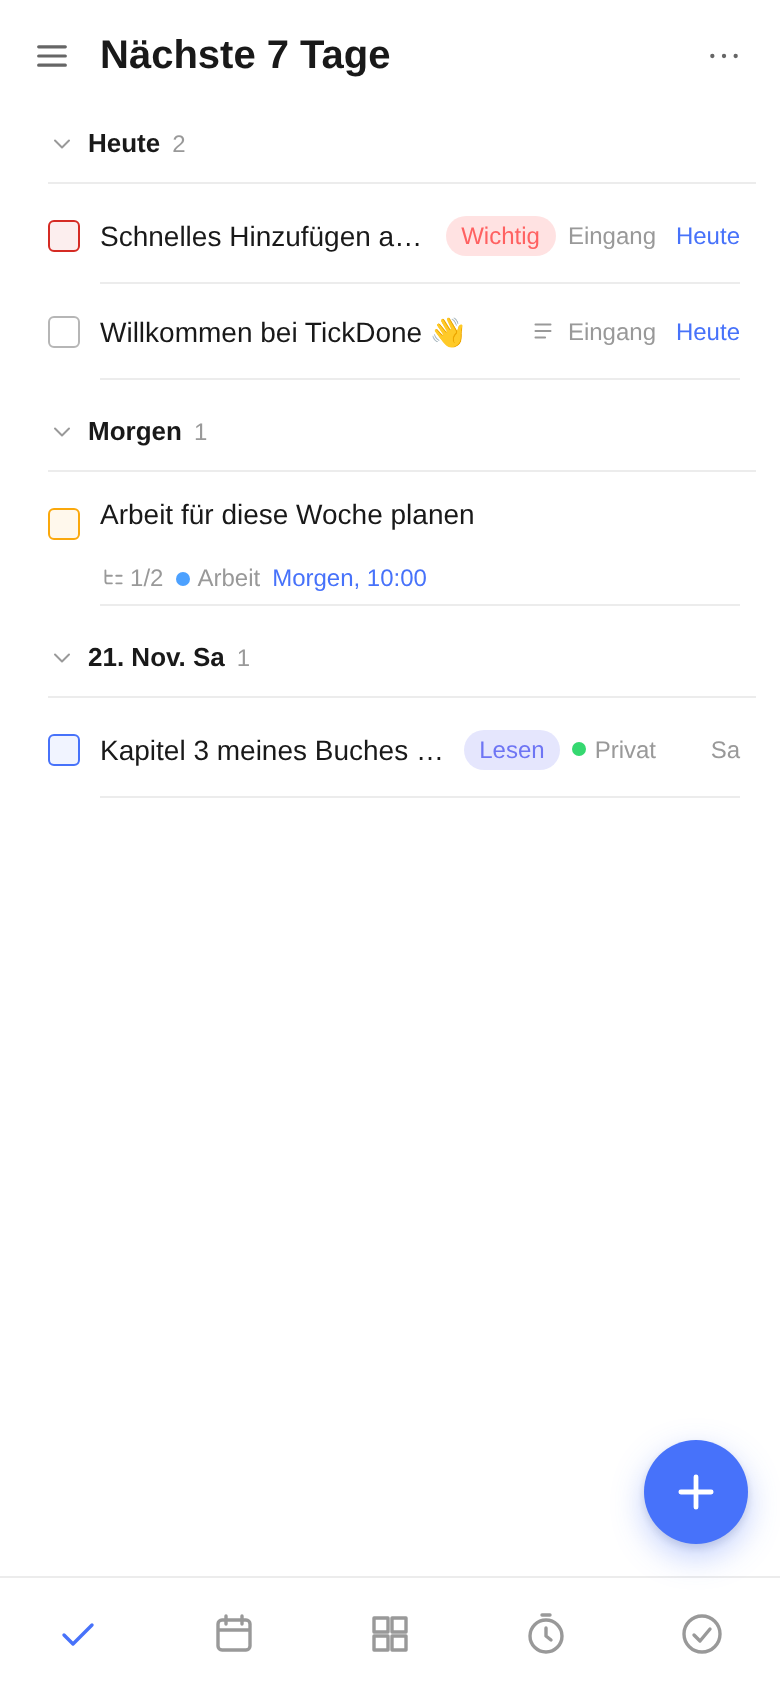 Nächste 7 Tage
Heute 2
Schnelles Hinzufügen a… Wichtig Eingang Heute
Willkommen bei TickDone 👋 Eingang Heute
Morgen 1
Arbeit für diese Woche planen
1/2 Arbeit Morgen, 10:00
21. Nov. Sa 1
Kapitel 3 meines Buches … Lesen Privat Sa